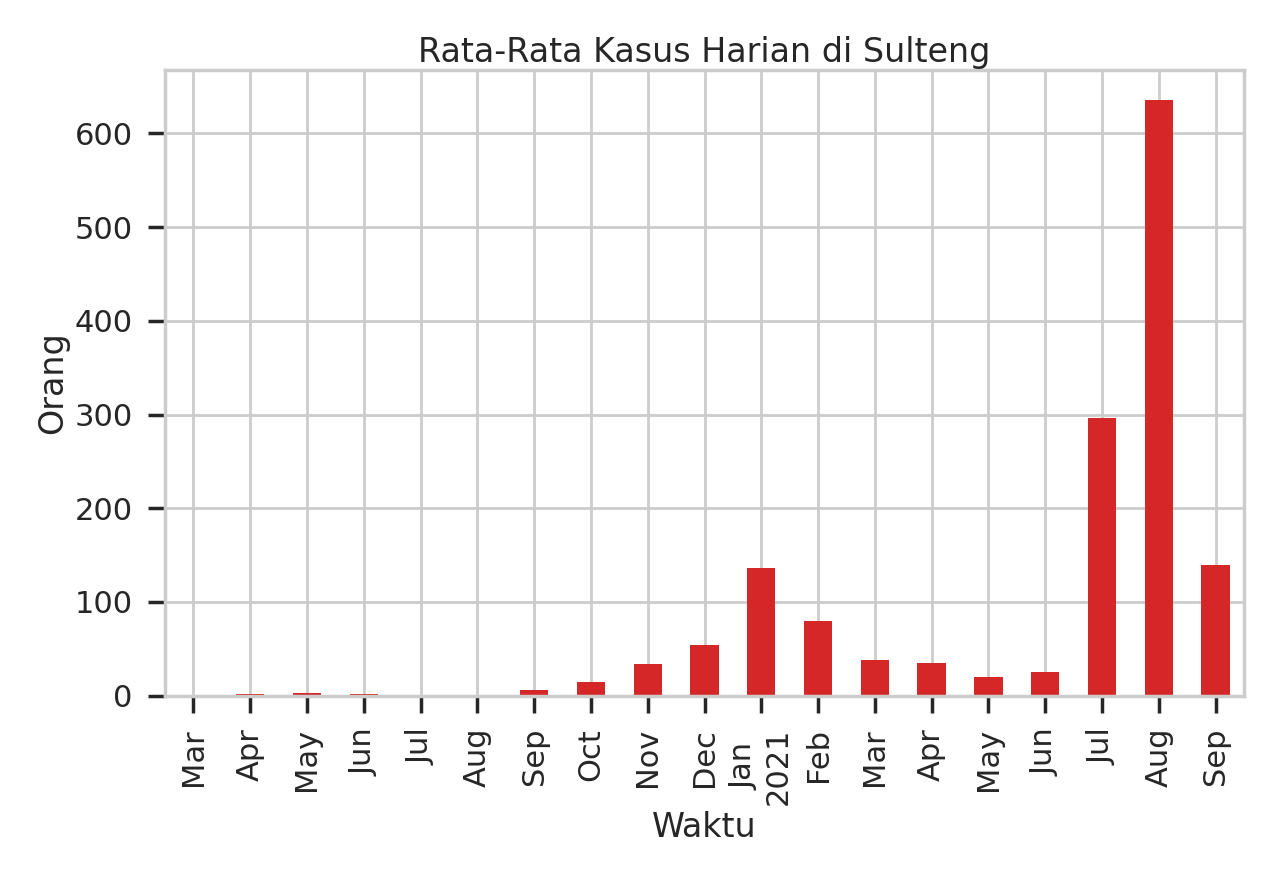 Rata-Rata Kasus Harian di Sulteng
600
500
400
300
200
100
0
Orang
Mar
Apr
May
Jun
Jul
Aug
Sep
Oct
Nov
Dec
Jan
2021
Feb
Mar
Apr
May
Jun
Jul
Aug
Sep
Waktu